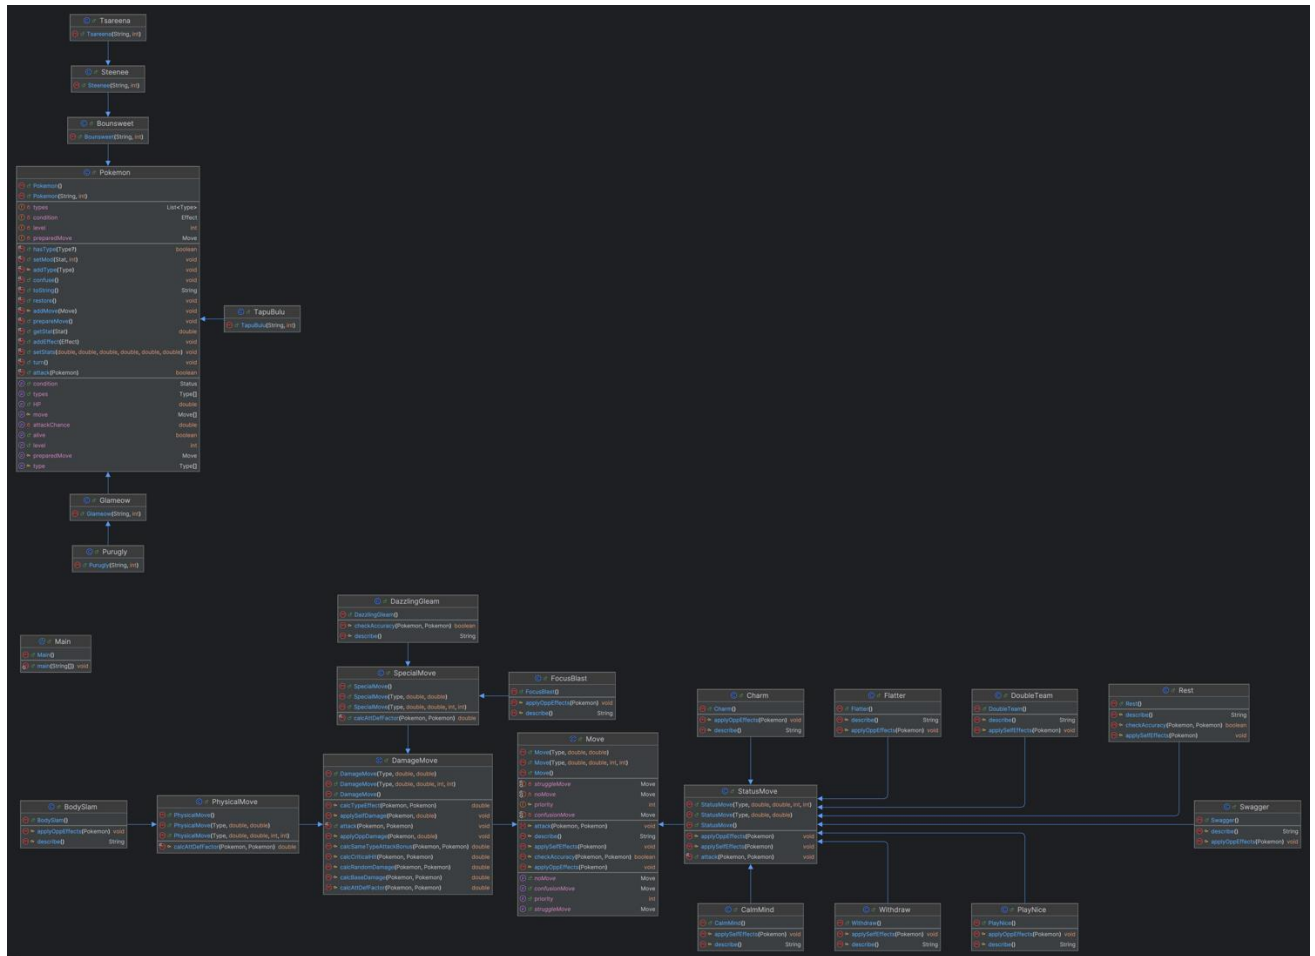 Tsareena
Tsareena(String, int)
Steenee
Steenee(String, int)
Bounsweet
Bounsweet(String, int)
Pokemon
Pokemon()
Pokemon(String, int)
types List<Type>
condition Effect
level int
preparedMove Move
hasType(Type?) boolean
setMod(Stat, int) void
addType(Type) void
confuse() void
toString() String
restore() void
addMove(Move) void
prepareMove() void
getStat(Stat) double
addEffect(Effect) void
setStats(double, double, double, double, double, double) void
turn() void
attack(Pokemon) boolean
condition Status
types Type[]
HP double
move Move[]
attackChance double
alive boolean
level int
preparedMove Move
type Type[]
TapuBulu
TapuBulu(String, int)
Glameow
Glameow(String, int)
Purugly
Purugly(String, int)
Main
Main()
main(String[]) void
DazzlingGleam
DazzlingGleam()
checkAccuracy(Pokemon, Pokemon) boolean
describe() String
SpecialMove
SpecialMove()
SpecialMove(Type, double, double)
SpecialMove(Type, double, double, int, int)
calcAttDefFactor(Pokemon, Pokemon) double
FocusBlast
FocusBlast()
applyOppEffects(Pokemon) void
describe() String
BodySlam
BodySlam()
applyOppEffects(Pokemon) void
describe() String
PhysicalMove
PhysicalMove()
PhysicalMove(Type, double, double)
PhysicalMove(Type, double, double, int, int)
calcAttDefFactor(Pokemon, Pokemon) double
DamageMove
DamageMove(Type, double, double)
DamageMove(Type, double, double, int, int)
DamageMove()
calcTypeEffect(Pokemon, Pokemon) double
applySelfDamage(Pokemon, double) void
attack(Pokemon, Pokemon) void
applyOppDamage(Pokemon, double) void
calcSameTypeAttackBonus(Pokemon, Pokemon) double
calcCriticalHit(Pokemon, Pokemon) double
calcRandomDamage(Pokemon, Pokemon) double
calcBaseDamage(Pokemon, Pokemon) double
calcAttDefFactor(Pokemon, Pokemon) double
Move
Move(Type, double, double)
Move(Type, double, double, int, int)
Move()
struggleMove Move
noMove Move
priority int
confusionMove Move
attack(Pokemon, Pokemon) void
describe() String
applySelfEffects(Pokemon) void
checkAccuracy(Pokemon, Pokemon) boolean
applyOppEffects(Pokemon) void
noMove Move
confusionMove Move
priority int
struggleMove Move
Charm
Charm()
applyOppEffects(Pokemon) void
describe() String
Flatter
Flatter()
describe() String
applyOppEffects(Pokemon) void
DoubleTeam
DoubleTeam()
describe() String
applySelfEffects(Pokemon) void
Rest
Rest()
describe() String
checkAccuracy(Pokemon, Pokemon) boolean
applySelfEffects(Pokemon) void
StatusMove
StatusMove(Type, double, double, int, int)
StatusMove(Type, double, double)
StatusMove()
applyOppEffects(Pokemon) void
applySelfEffects(Pokemon) void
attack(Pokemon, Pokemon) void
Swagger
Swagger()
describe() String
applyOppEffects(Pokemon) void
CalmMind
CalmMind()
applySelfEffects(Pokemon) void
describe() String
Withdraw
Withdraw()
applySelfEffects(Pokemon) void
describe() String
PlayNice
PlayNice()
applyOppEffects(Pokemon) void
describe() String